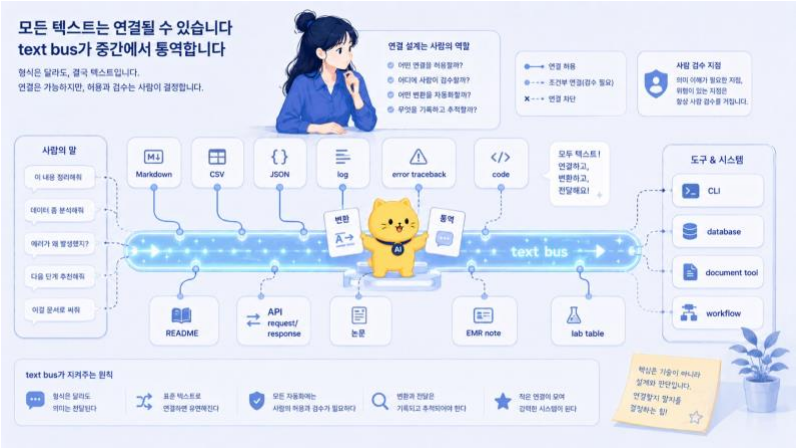 모든 텍스트는 연결될 수 있습니다
text bus가 중간에서 통역합니다
형식은 달라도, 결국 텍스트입니다.
연결은 가능하지만, 허용과 검수는 사람이 결정합니다.
연결 설계는 사람의 역할
어떤 연결을 허용할까?
어디에 사람이 검수할까?
어떤 변환을 자동화할까?
무엇을 기록하고 추적할까?
연결 허용
조건부 연결(검수 필요)
연결 차단
사람 검수 지점
의미 이해가 필요한 지점,
위험이 있는 지점은
항상 사람 검수를 거칩니다.
사람의 말
이 내용 정리해줘
데이터 좀 분석해줘
에러가 왜 발생했지?
다음 단계 추천해줘
이걸 문서로 써줘
Markdown
CSV
JSON
log
error traceback
code
모두 텍스트!
연결하고,
변환하고,
전달해요!
변환
A
통역
AI
text bus
도구 & 시스템
CLI
database
document tool
workflow
README
API
request/
response
논문
EMR note
lab table
text bus가 지켜주는 원칙
형식은 달라도
의미는 전달된다
표준 텍스트로
연결하면 유연해진다
모든 자동화에는
사람의 허용과 검수가 필요하다
변환과 전달은
기록되고 추적되어야 한다
작은 연결이 모여
강력한 시스템이 된다
핵심은 기술이 아니라
설계와 판단입니다.
연결할지 말지를
결정하는 힘!